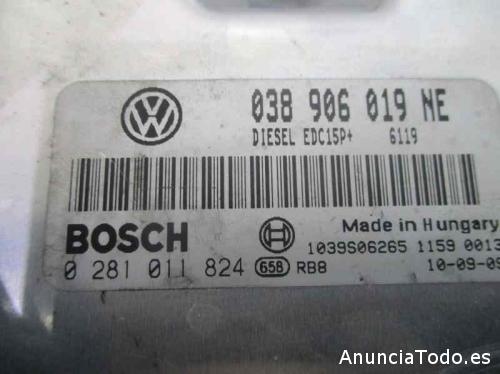 038 906 019 NE
DIESEL EDC15P+ 6119
BOSCH
Made in Hungary
1039S06265 1159 0013
0 281 011 824 658 RB8 10-09-09
AnunciaTodo.es